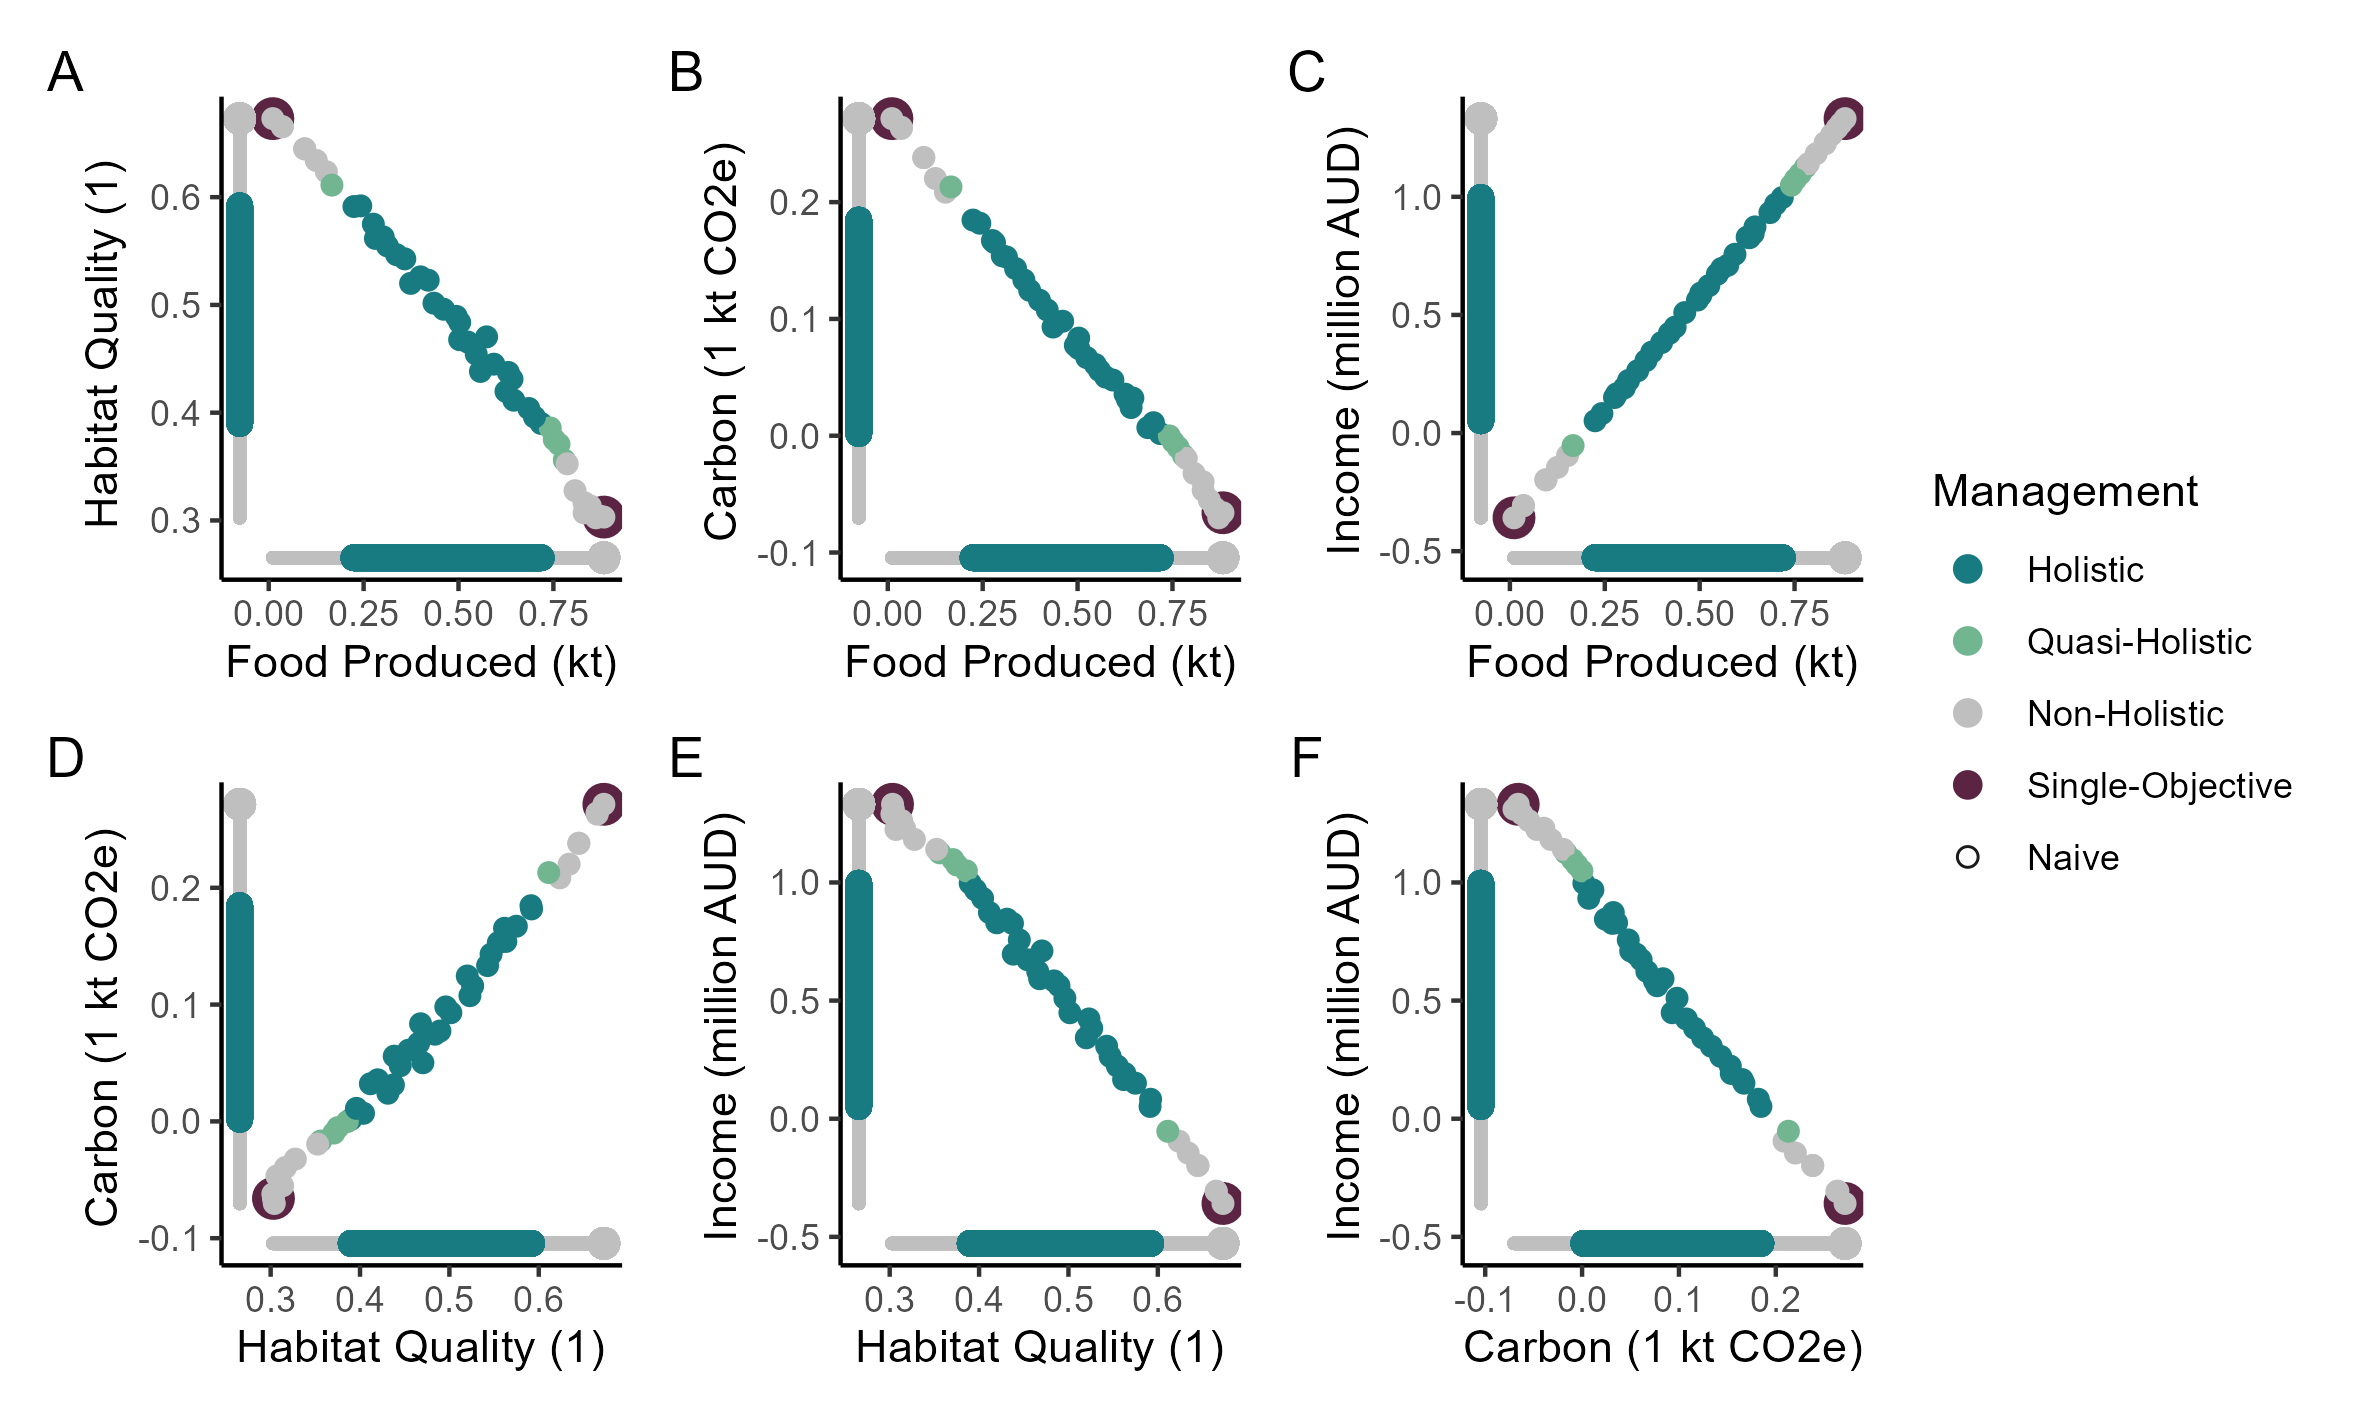 A
B
C
Habitat Quality (1)
0.6
0.5
0.4
0.3
0.00 0.25 0.50 0.75
Food Produced (kt)
Carbon (1 kt CO2e)
0.2
0.1
0.0
-0.1
0.00 0.25 0.50 0.75
Food Produced (kt)
Income (million AUD)
1.0
0.5
0.0
-0.5
0.00 0.25 0.50 0.75
Food Produced (kt)
Management
Holistic
Quasi-Holistic
Non-Holistic
Single-Objective
Naive
D
E
F
Carbon (1 kt CO2e)
0.2
0.1
0.0
-0.1
0.3 0.4 0.5 0.6
Habitat Quality (1)
Income (million AUD)
1.0
0.5
0.0
-0.5
0.3 0.4 0.5 0.6
Habitat Quality (1)
Income (million AUD)
1.0
0.5
0.0
-0.5
-0.1 0.0 0.1 0.2
Carbon (1 kt CO2e)